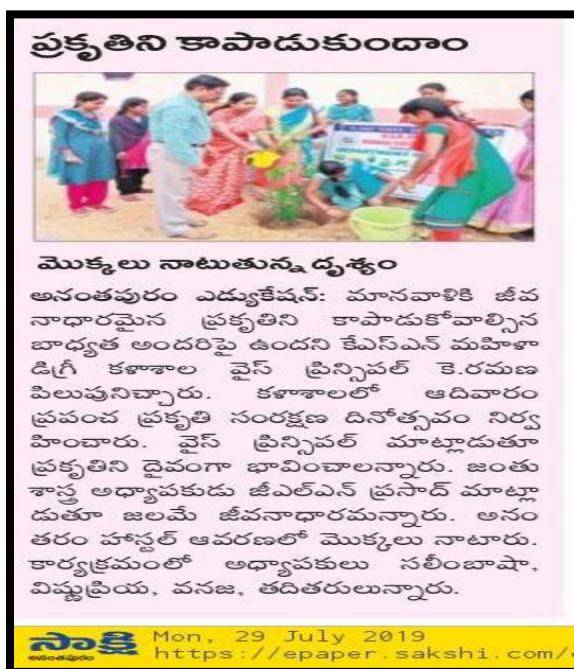 ప్రకృతిని కాపాడుకుందాం
మొక్కలు నాటుతున్న దృశ్యం
అనంతపురం ఎడ్యుకేషన్: మానవాళికి జీవ
నాధారమైన ప్రకృతిని కాపాడుకోవాల్సిన
బాధ్యత అందరిపై ఉందని కేఎస్ఎన్ మహిళా
డిగ్రీ కళాశాల వైస్ ప్రిన్సిపల్ కె.రమణ
పిలుపునిచ్చారు. కళాశాలలో ఆదివారం
ప్రపంచ ప్రకృతి సంరక్షణ దినోత్సవం నిర్వ
హించారు. వైస్ ప్రిన్సిపల్ మాట్లాడుతూ
ప్రకృతిని దైవంగా భావించాలన్నారు. జంతు
శాస్త్ర అధ్యాపకుడు జీఎల్ఎన్ ప్రసాద్ మాట్లా
డుతూ జలమే జీవనాధారమన్నారు. అనం
తరం హాస్టల్ ఆవరణలో మొక్కలు నాటారు.
కార్యక్రమంలో అధ్యాపకులు సలీంబాషా,
విష్ణుప్రియ, వనజ, తదితరులున్నారు.
సాక్షి Mon, 29 July 2019
అనంతపురం https://epaper.sakshi.com/